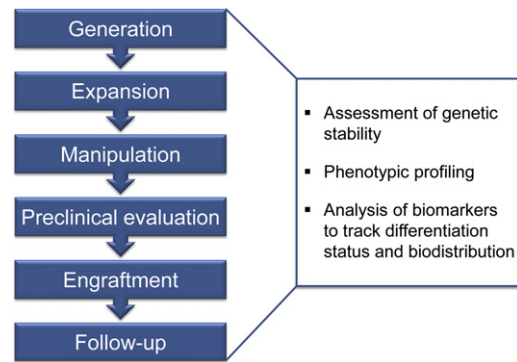 Generation
Expansion
Manipulation
Preclinical evaluation
Engraftment
Follow-up
▪ Assessment of genetic
stability
▪ Phenotypic profiling
▪ Analysis of biomarkers
to track differentiation
status and biodistribution